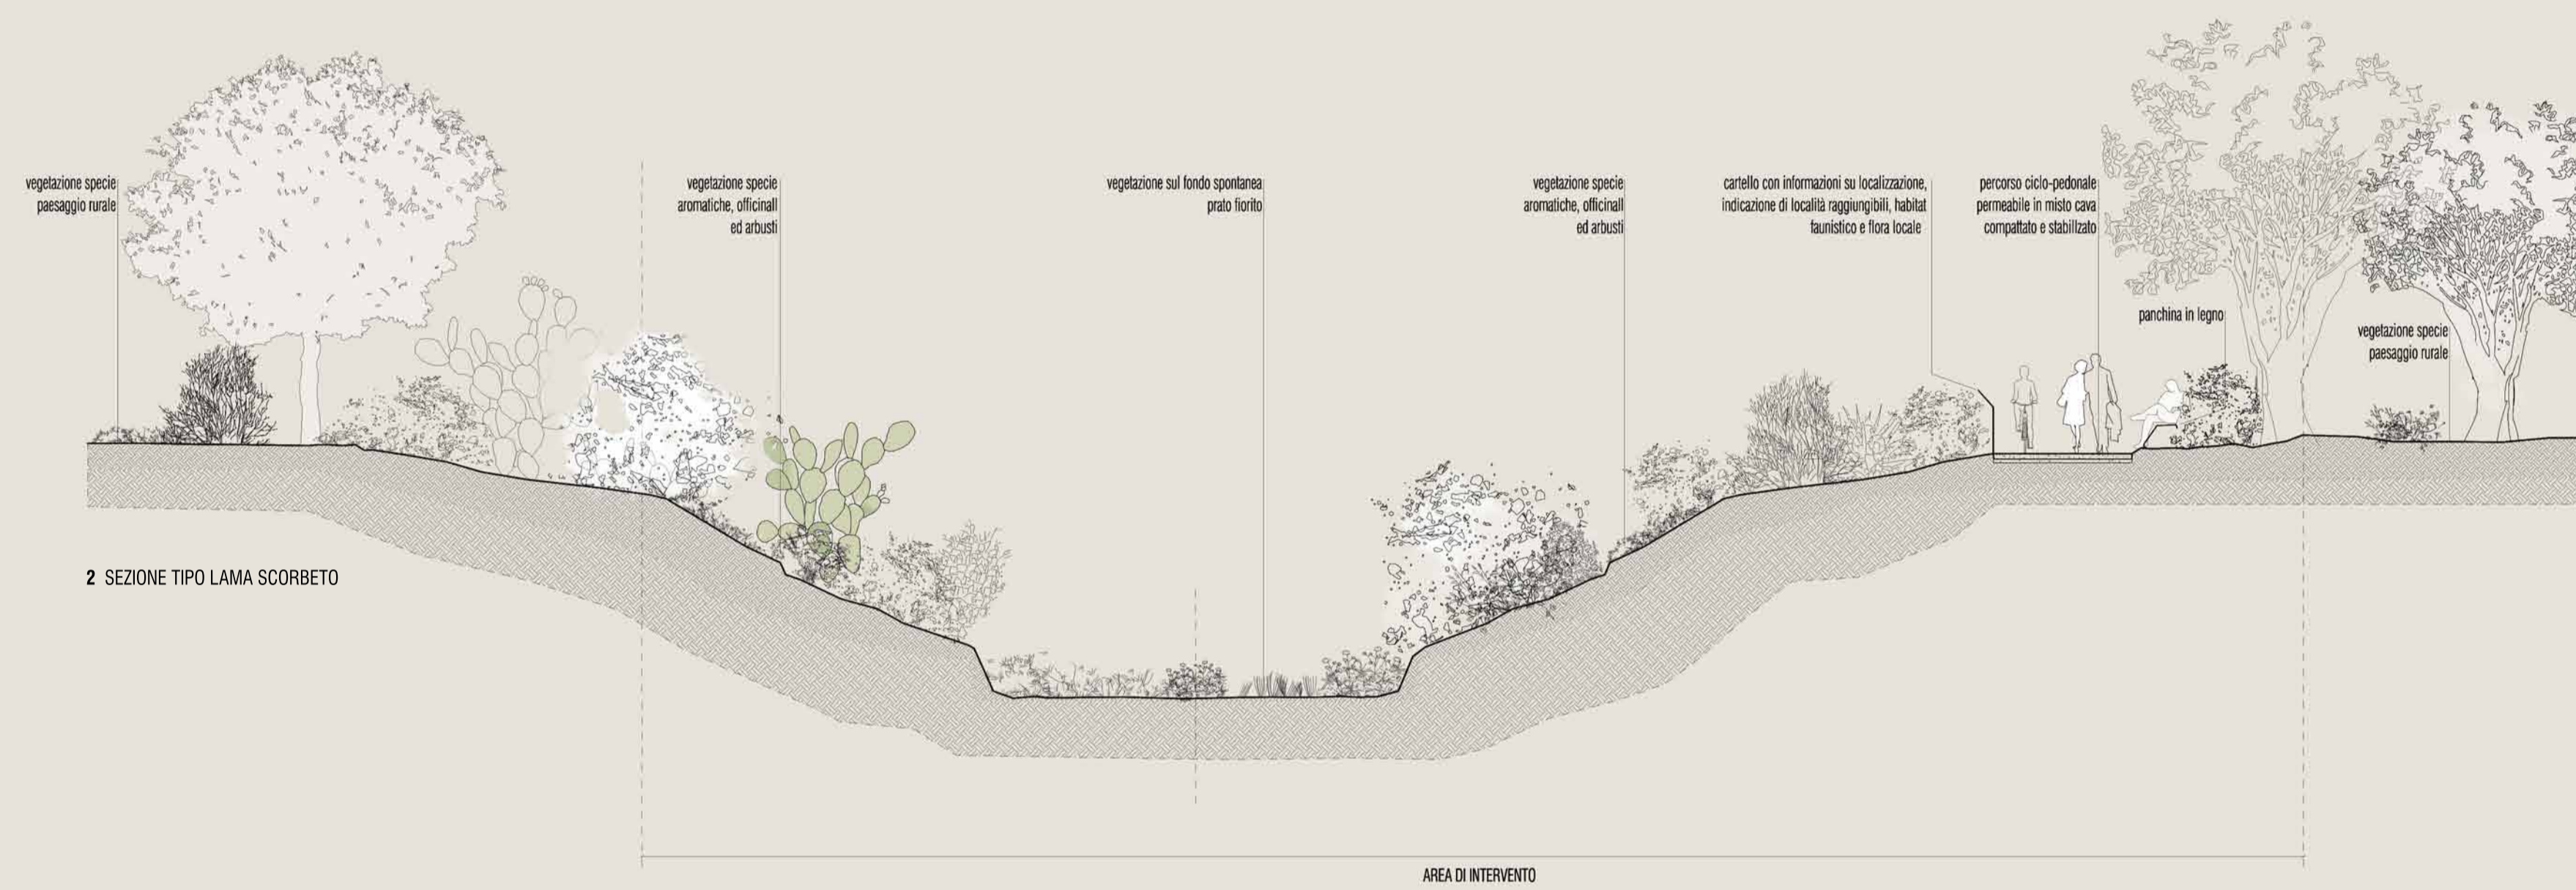 vegetazione specie
paesaggio rurale
vegetazione specie
aromatiche, officinali
ed arbusti
vegetazione sul fondo spontanea
prato fiorito
vegetazione specie
aromatiche, officinali
ed arbusti
cartello con informazioni su localizzazione,
indicazione di località raggiungibili, habitat
faunistico e flora locale
percorso ciclo-pedonale
permeabile in misto cava
compattato e stabilizato
panchina in legno
vegetazione specie
paesaggio rurale
2 SEZIONE TIPO LAMA SCORBETO
AREA DI INTERVENTO